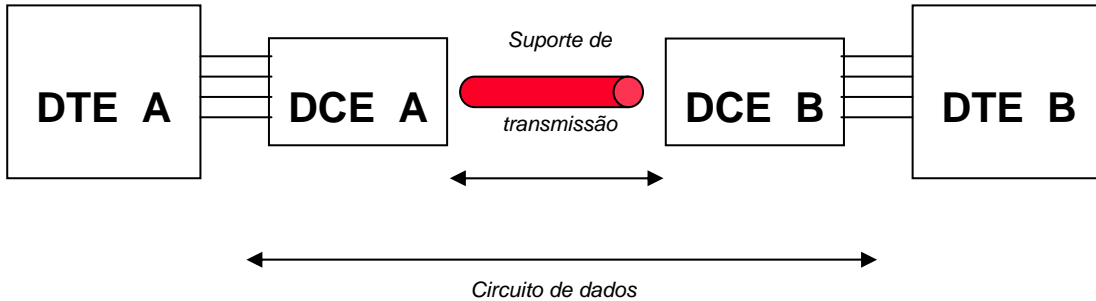 Suporte de
DTE A
DCE A
DCE B
DTE B
transmissão
Circuito de dados